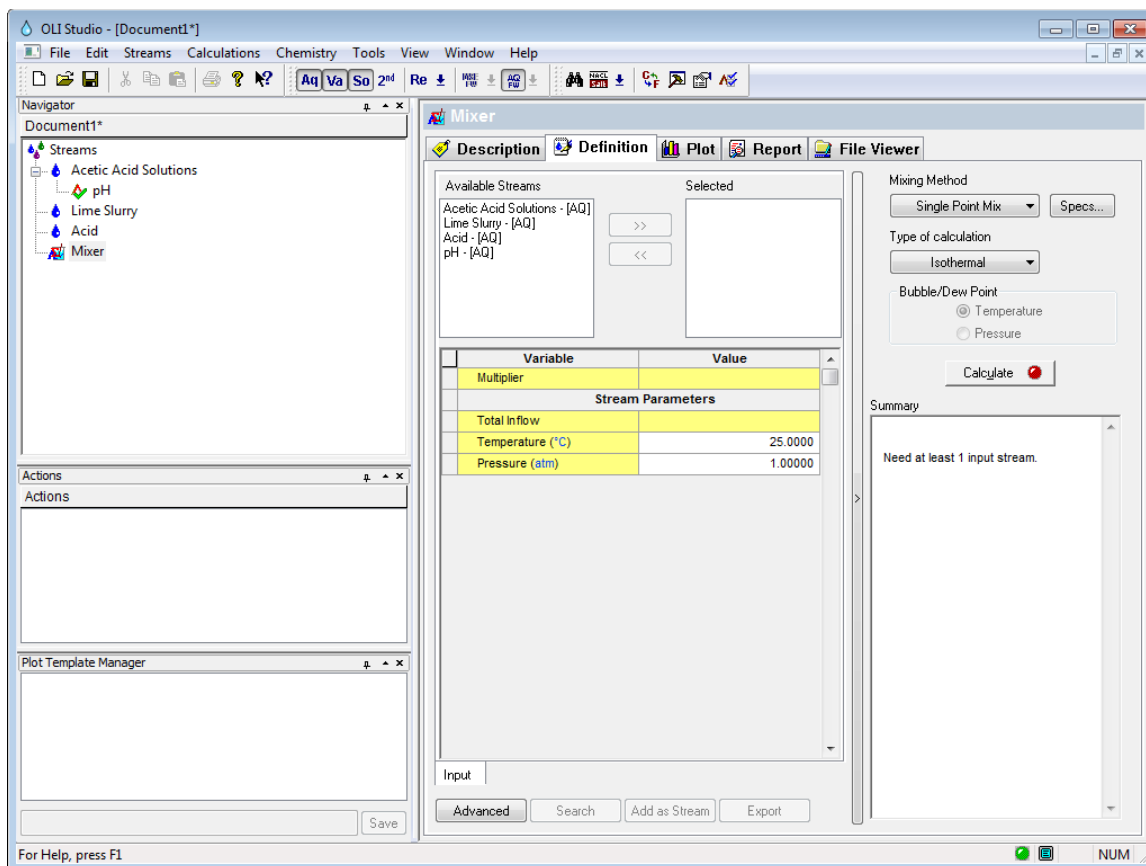 OLI Studio - [Document1*]
File Edit Streams Calculations Chemistry Tools View Window Help
Aq Va So 2nd Re
Navigator
Document1*
Streams
Acetic Acid Solutions
pH
Lime Slurry
Acid
Mixer
Actions
Actions
Plot Template Manager
Save
Mixer
Description Definition Plot Report File Viewer
Available Streams Selected
Acetic Acid Solutions - [AQ]
Lime Slurry - [AQ]
Acid - [AQ]
pH - [AQ]
>>
<<
Variable Value
Multiplier
Stream Parameters
Total Inflow
Temperature (°C) 25.0000
Pressure (atm) 1.00000
Input
Advanced Search Add as Stream Export
>
Mixing Method
Single Point Mix Specs...
Type of calculation
Isothermal
Bubble/Dew Point
Temperature
Pressure
Calculate
Summary
Need at least 1 input stream.
For Help, press F1 NUM